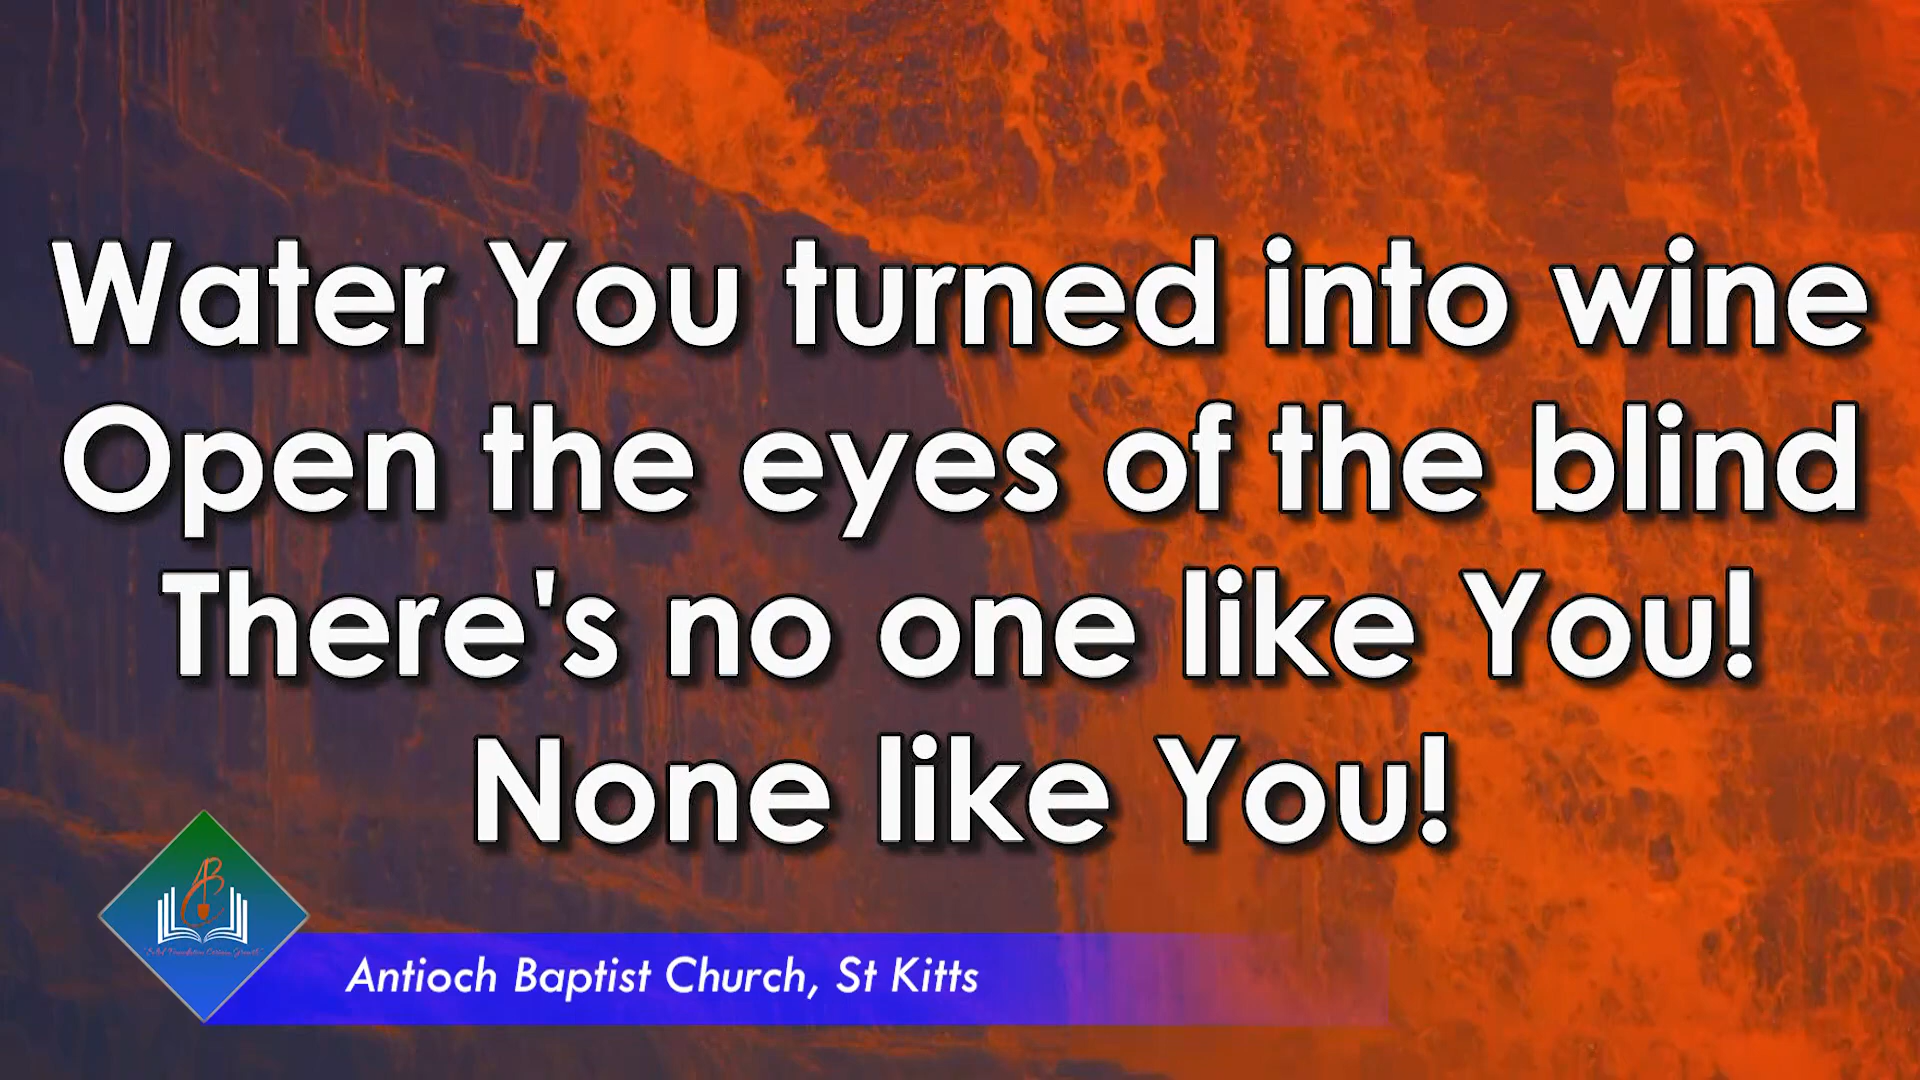 Water You turned into wine
Open the eyes of the blind
There's no one like You!
None like You!
ABC
Antioch Baptist Church, St Kitts